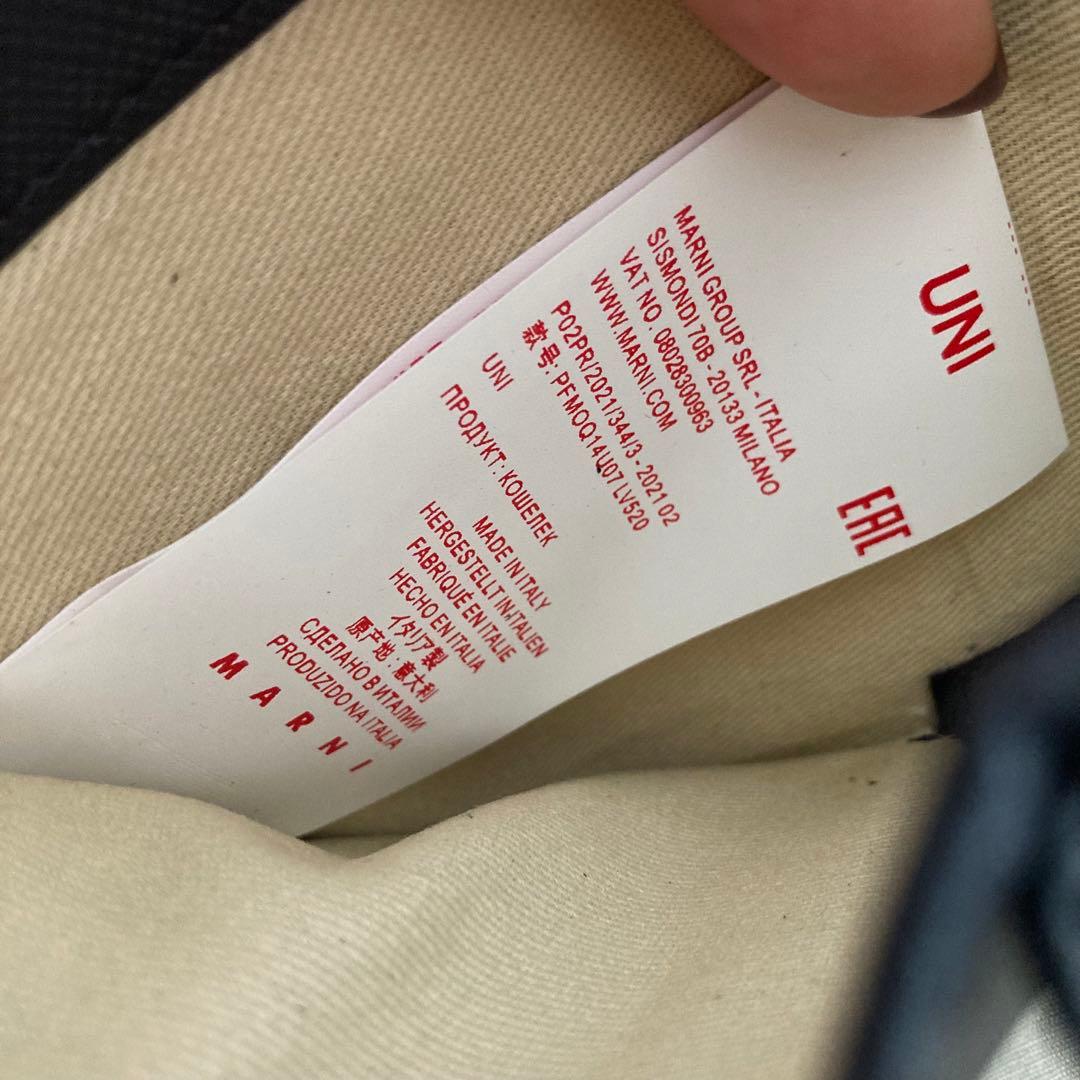 UNI
EAC
MARNI GROUP SRL - ITALIA
SISMONDI 70B - 20133 MILANO
VAT NO. 08028300963
WWW.MARNI.COM
P02PR/2021/344/3 - 2021 02
款号: PFMOQ14U07 LV520
UNI
ПРОДУКТ: КОШЕЛЕК
MADE IN ITALY
HERGESTELLT IN ITALIEN
FABRIQUÉ EN ITALIE
HECHO EN ITALIA
イタリア製
原产地: 意大利
СДЕЛАНО В ИТАЛИИ
PRODUZIDO NA ITALIA
MARNI